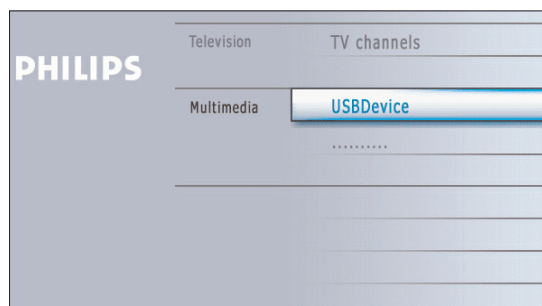 Television TV channels
PHILIPS
Multimedia USBDevice
..........